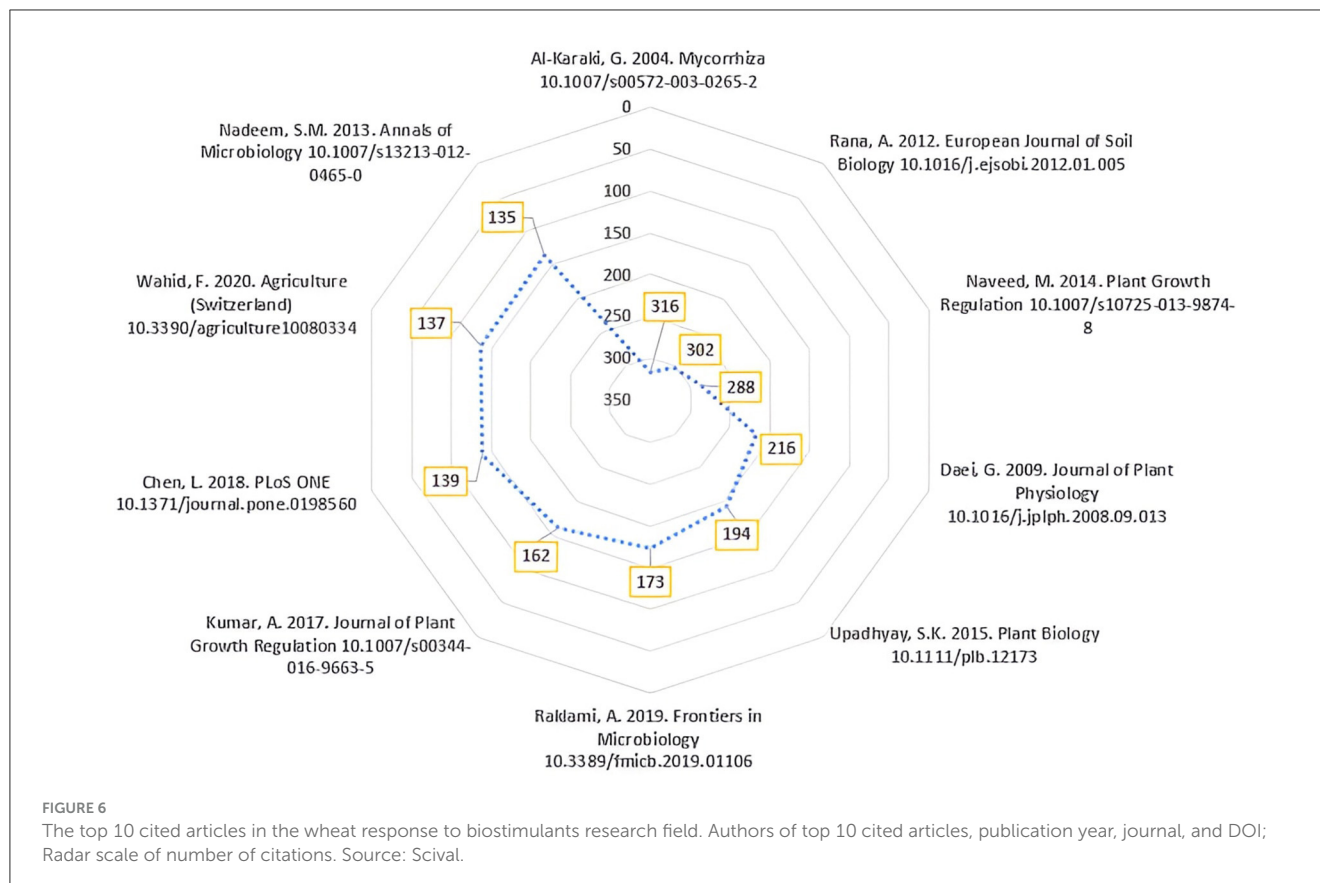 Al-Karaki, G. 2004. Mycorrhiza
10.1007/s00572-003-0265-2
Rana, A. 2012. European Journal of Soil
Biology 10.1016/j.ejsobi.2012.01.005
Naveed, M. 2014. Plant Growth
Regulation 10.1007/s10725-013-9874-
8
Daei, G. 2009. Journal of Plant
Physiology
10.1016/j.jplph.2008.09.013
Upadhyay, S.K. 2015. Plant Biology
10.1111/plb.12173
Raklami, A. 2019. Frontiers in
Microbiology
10.3389/fmicb.2019.01106
Kumar, A. 2017. Journal of Plant
Growth Regulation 10.1007/s00344-
016-9663-5
Chen, L. 2018. PLoS ONE
10.1371/journal.pone.0198560
Wahid, F. 2020. Agriculture
(Switzerland)
10.3390/agriculture10080334
Nadeem, S.M. 2013. Annals of
Microbiology 10.1007/s13213-012-
0465-0
0
50
100
150
200
250
300
350
316
302
288
216
194
173
162
139
137
135
FIGURE 6
The top 10 cited articles in the wheat response to biostimulants research field. Authors of top 10 cited articles, publication year, journal, and DOI;
Radar scale of number of citations. Source: Scival.